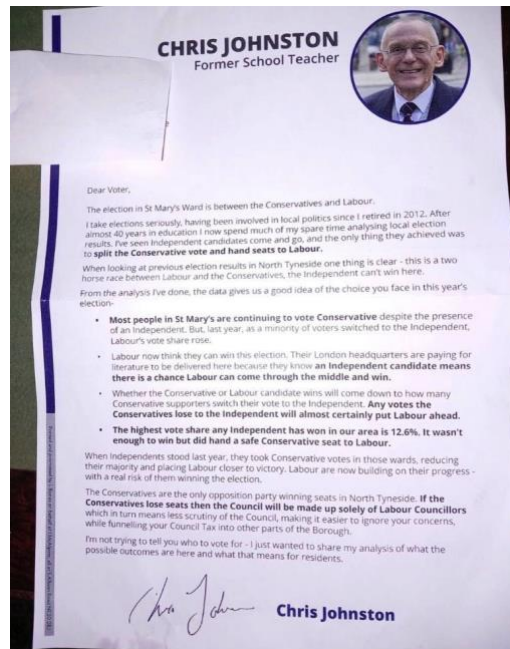 CHRIS JOHNSTON
Former School Teacher
Dear Voter,
The election in St Mary's Ward is between the Conservatives and Labour.
I take elections seriously, having been involved in local politics since I retired in 2012. After
almost 40 years in education I now spend much of my spare time analysing local election
results. I've seen Independent candidates come and go, and the only thing they achieved was
to split the Conservative vote and hand seats to Labour.
When looking at previous election results in North Tyneside one thing is clear - this is a two
horse race between Labour and the Conservatives, the Independent can't win here.
From the analysis I've done, the data gives us a good idea of the choice you face in this year's
election-
• Most people in St Mary's are continuing to vote Conservative despite the presence
of an Independent. But, last year, as a minority of voters switched to the Independent,
Labour's vote share rose.
• Labour now think they can win this election. Their London headquarters are paying for
literature to be delivered here because they know an Independent candidate means
there is a chance Labour can come through the middle and win.
• Whether the Conservative or Labour candidate wins will come down to how many
Conservative supporters switch their vote to the Independent. Any votes the
Conservatives lose to the Independent will almost certainly put Labour ahead.
• The highest vote share any Independent has won in our area is 12.6%. It wasn't
enough to win but did hand a safe Conservative seat to Labour.
When Independents stood last year, they took Conservative votes in those wards, reducing
their majority and placing Labour closer to victory. Labour are now building on their progress -
with a real risk of them winning the election.
The Conservatives are the only opposition party winning seats in North Tyneside. If the
Conservatives lose seats then the Council will be made up solely of Labour Councillors
which in turn means less scrutiny of the Council, making it easier to ignore your concerns,
while funnelling your Council Tax into other parts of the Borough.
I'm not trying to tell you who to vote for - I just wanted to share my analysis of what the
possible outcomes are here and what that means for residents.
Chris Johnston